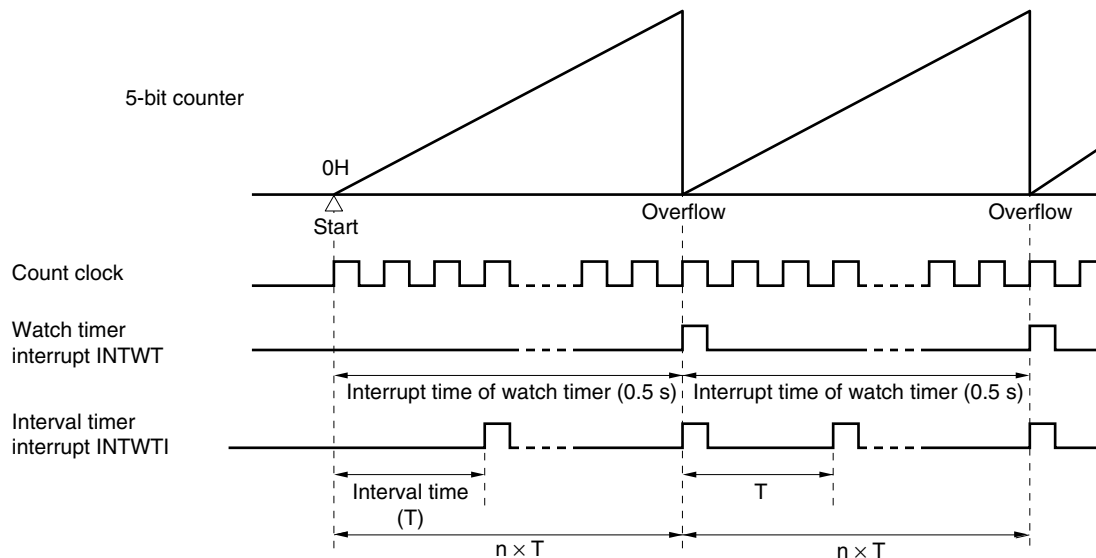 5-bit counter
0H
Start
Overflow
Overflow
Count clock
Watch timer
interrupt INTWT
Interrupt time of watch timer (0.5 s)
Interrupt time of watch timer (0.5 s)
Interval timer
interrupt INTWTI
Interval time
(T)
T
n × T
n × T